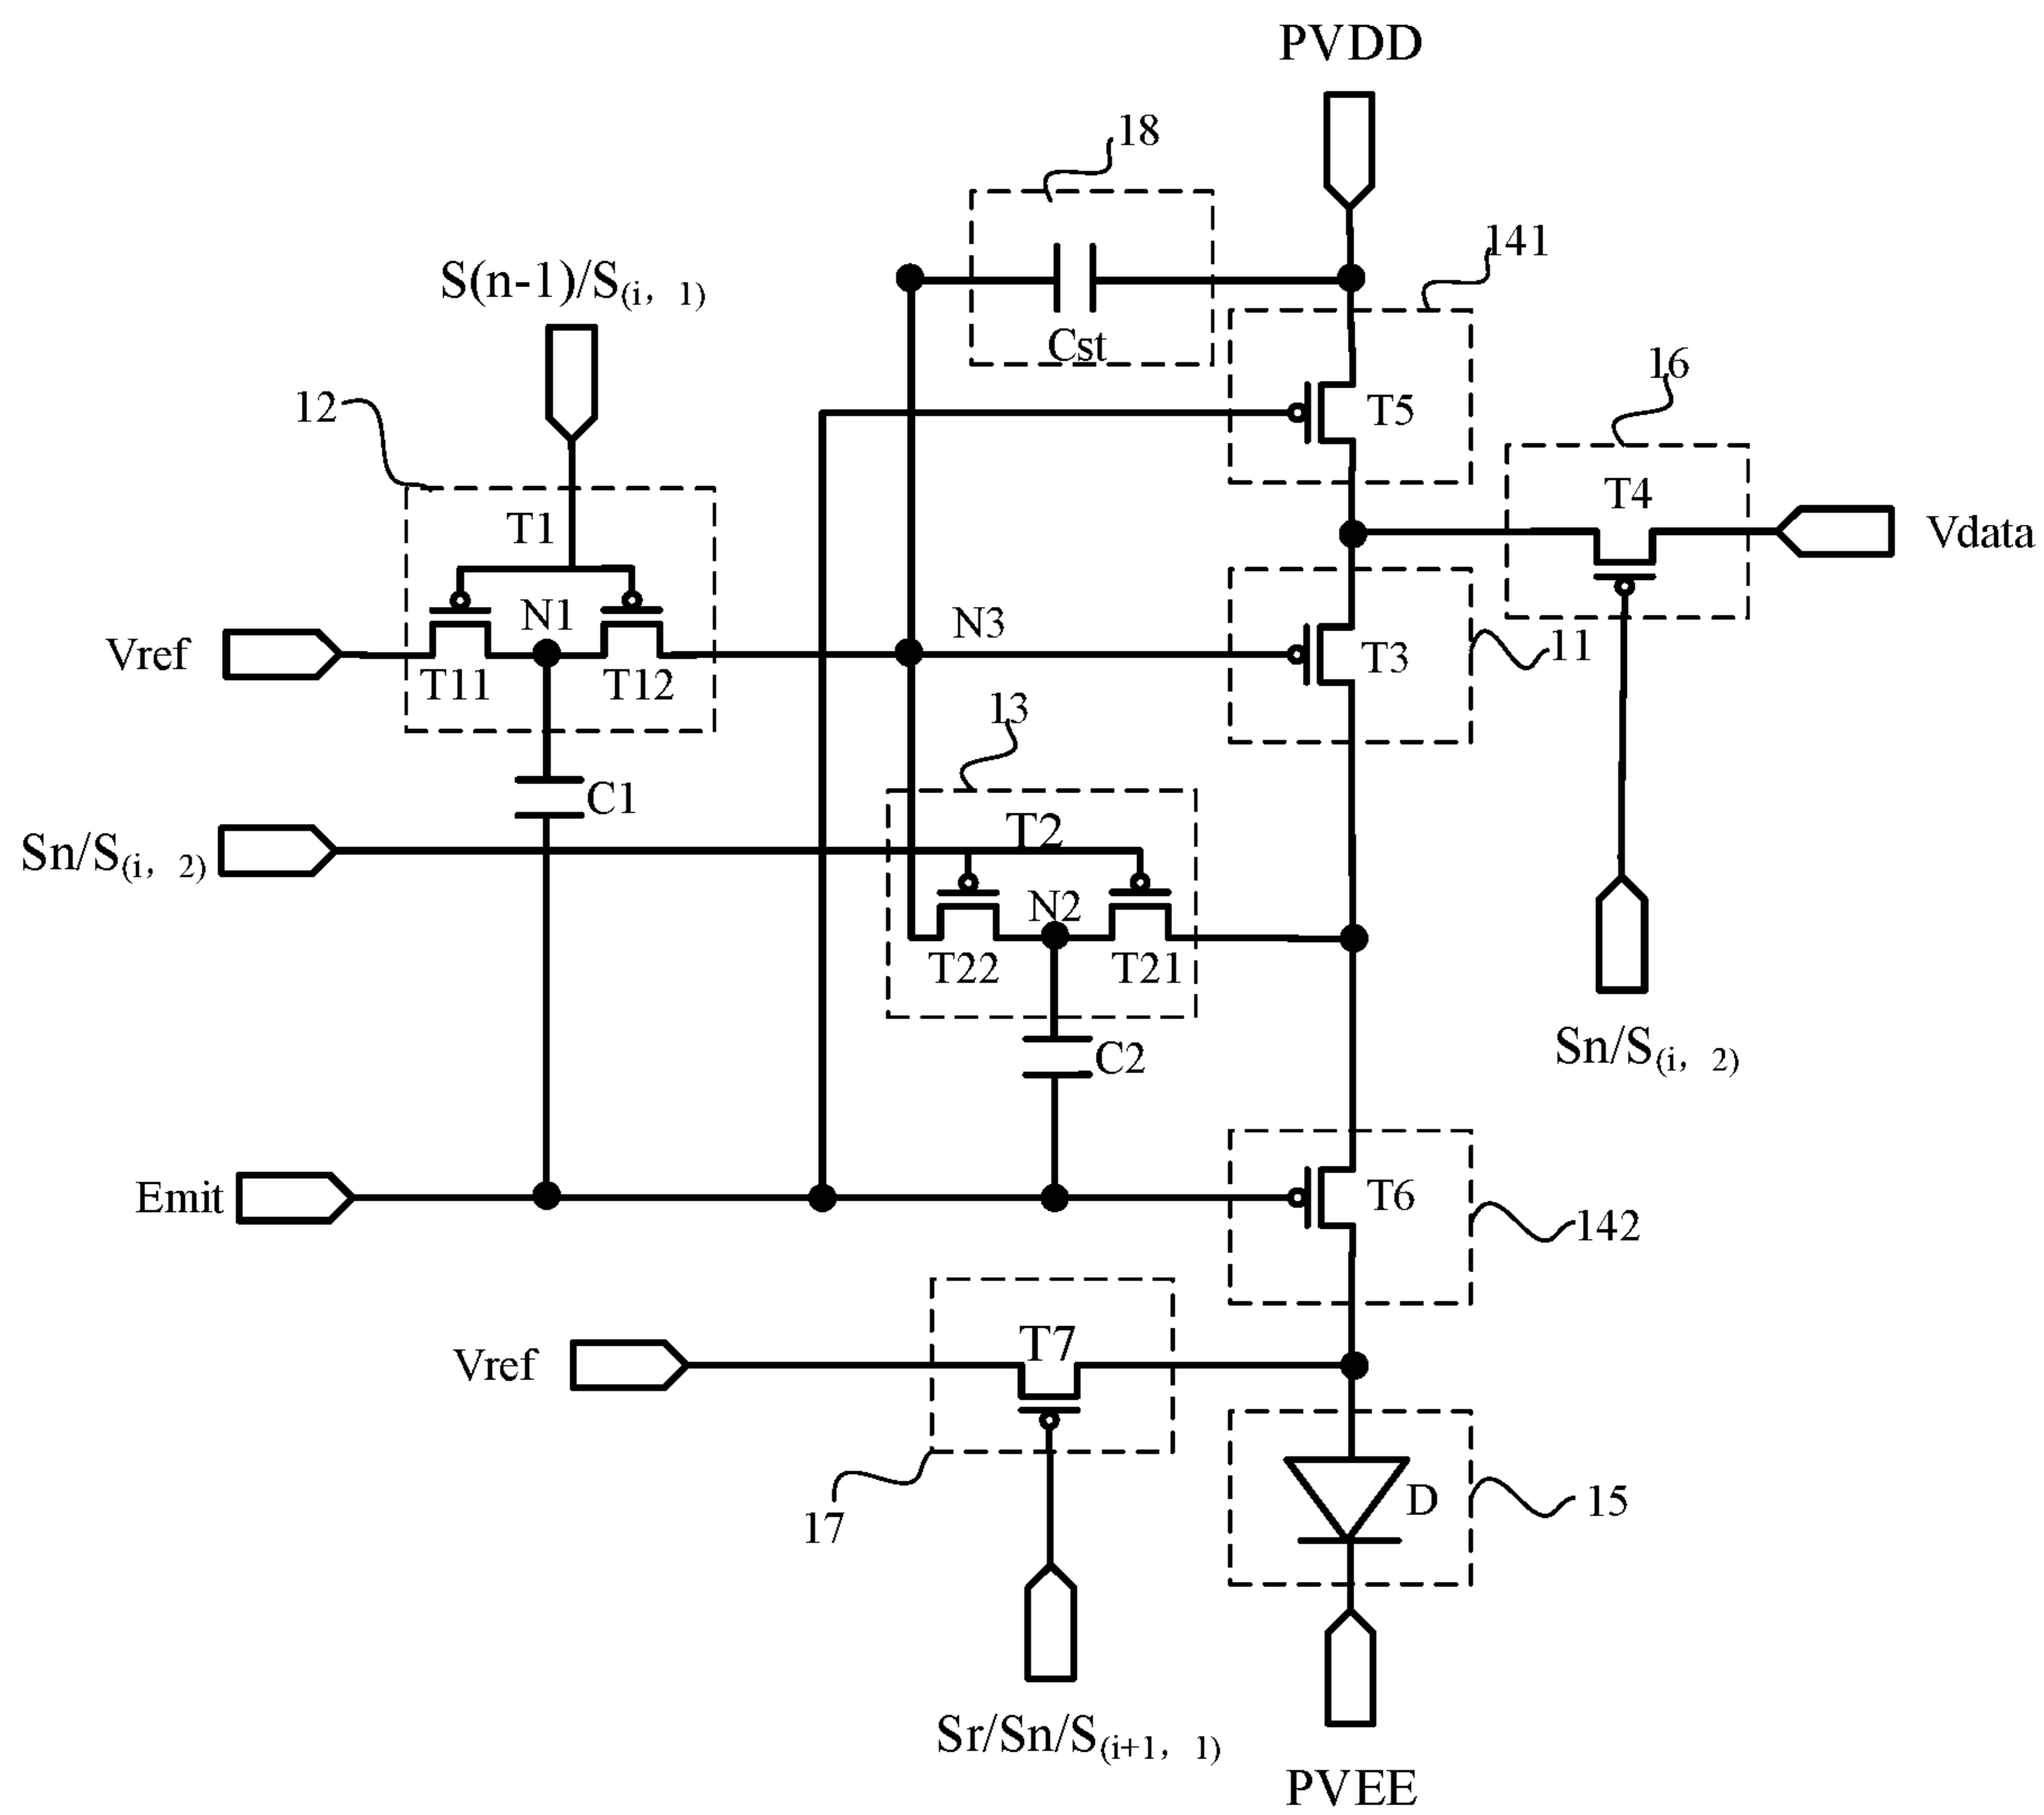 PVDD
18
141
S(n-1)/S(i, 1)
Cst
16
12
T5
T4
T1
Vdata
N1
N3
Vref
T11
T12
T3
11
13
C1
T2
Sn/S(i, 2)
N2
T22
T21
C2
Sn/S(i, 2)
Emit
T6
142
T7
Vref
D
15
17
Sr/Sn/S(i+1, 1)
PVEE